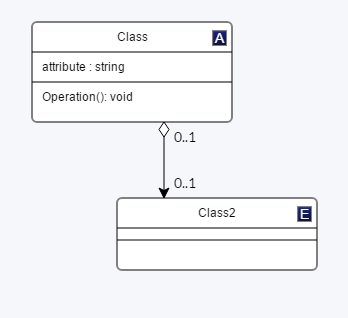 Class
A
attribute : string
Operation(): void
0..1
0..1
Class2
E